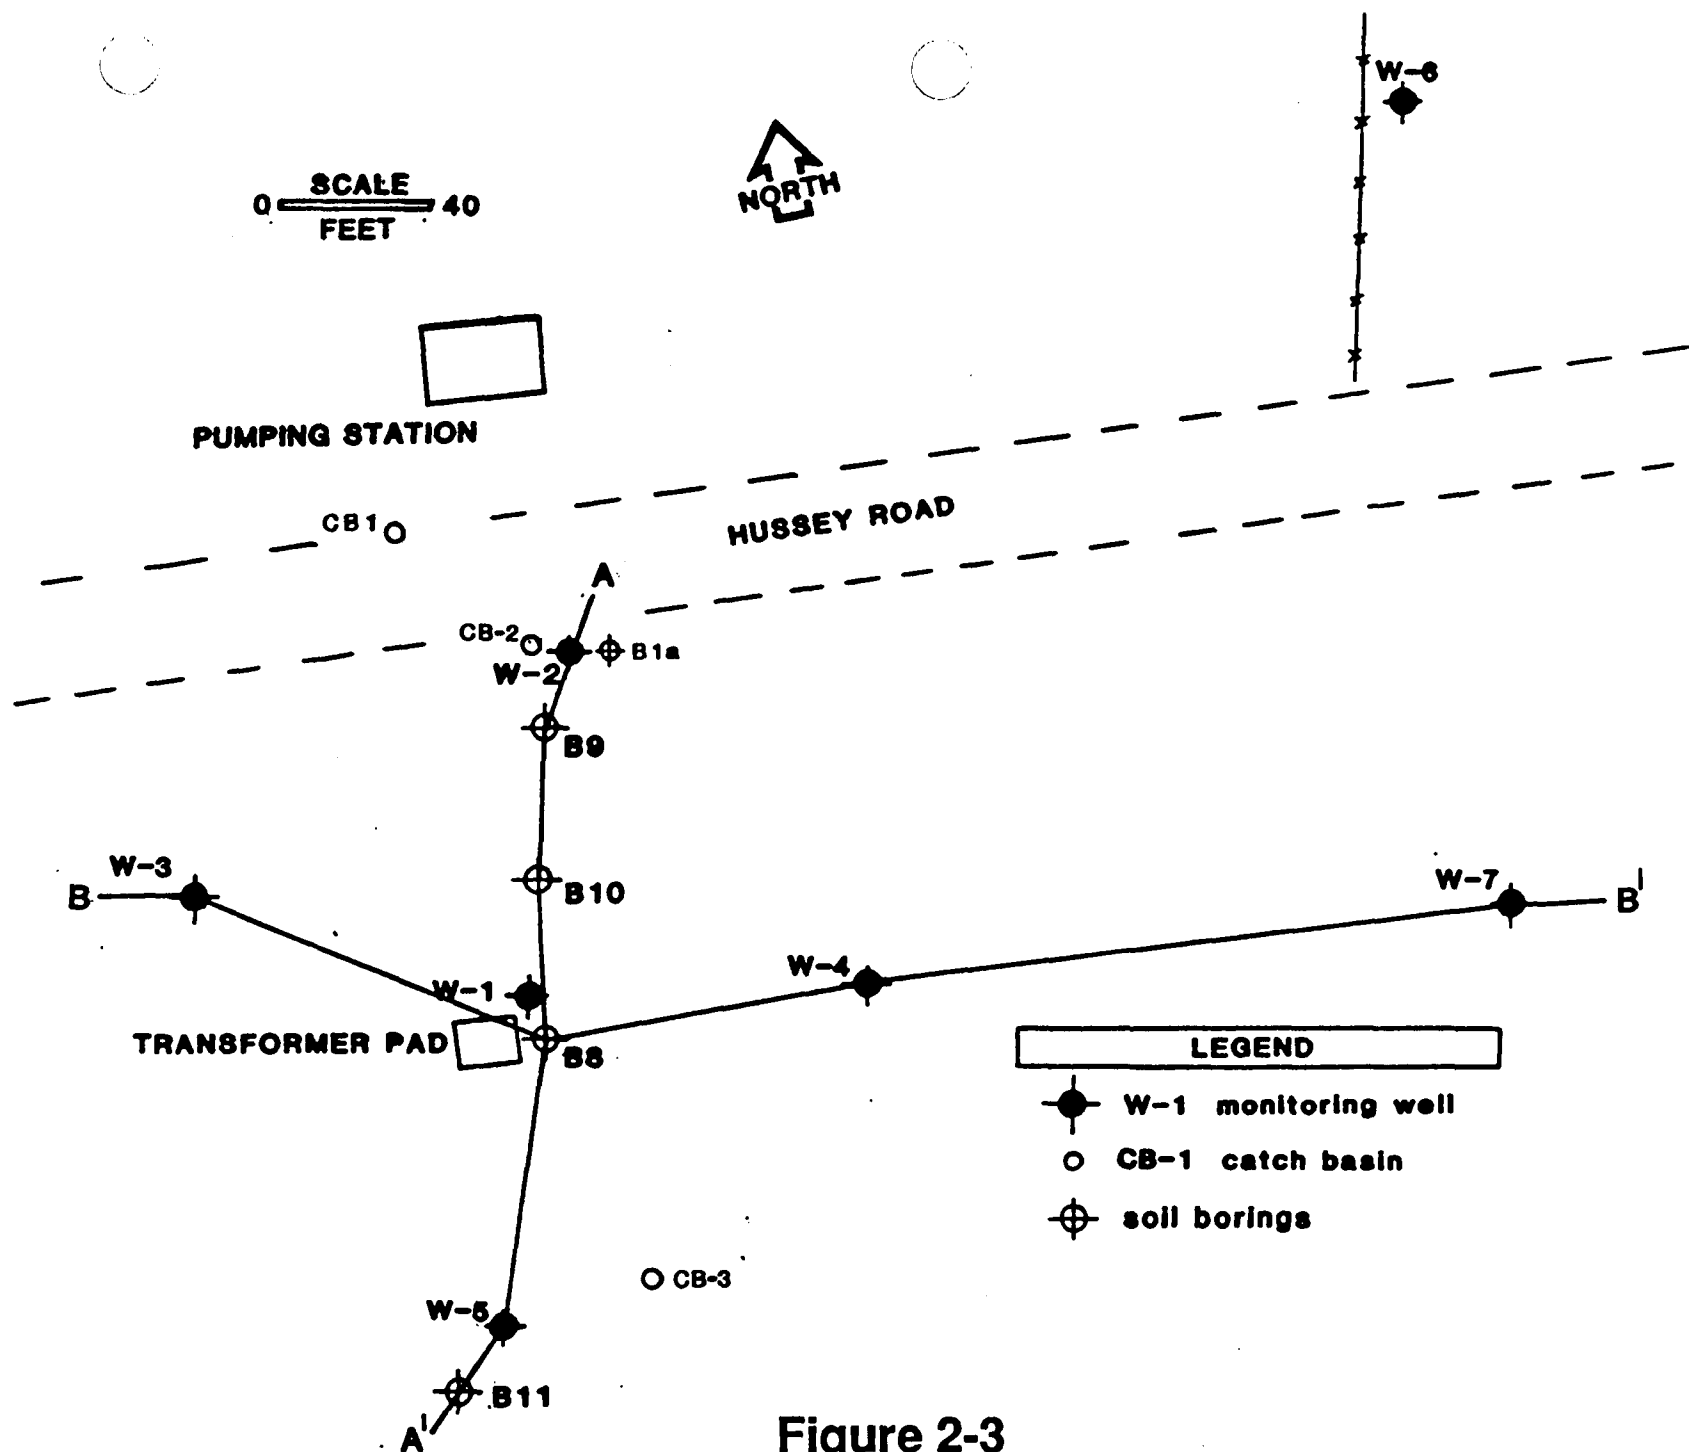 W-6
SCALE
0 40
FEET
NORTH
PUMPING STATION
CB1
HUSSEY ROAD
A
CB-2
B1a
W-2
B9
W-3
B
B10
W-7
B'
W-4
W-1
TRANSFORMER PAD
B8
LEGEND
W-1 monitoring well
CB-1 catch basin
soil borings
CB-3
W-5
B11
A'
Figure 2-3